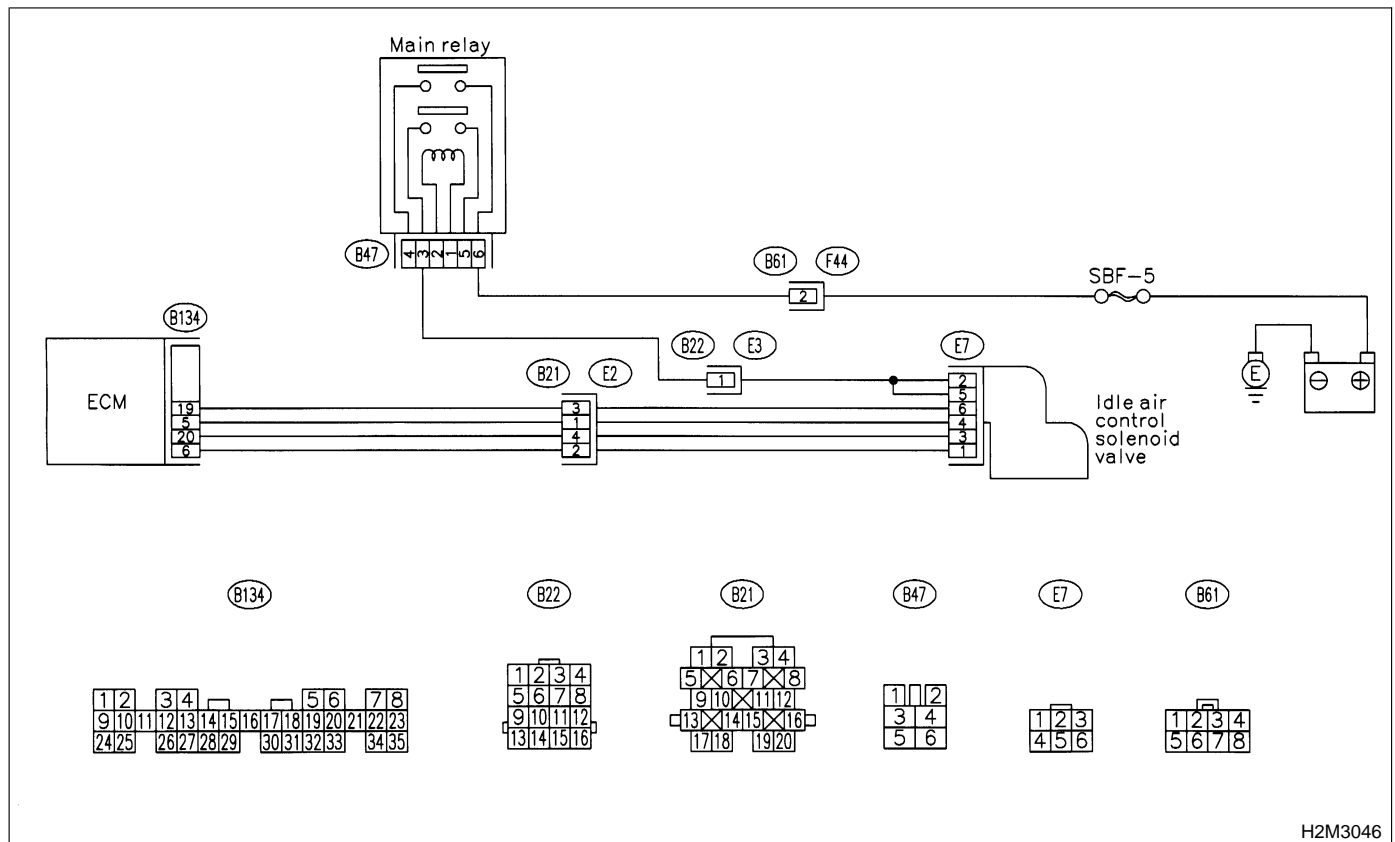 Main relay
B47
4 3 2 1 5 6
B61 F44
2
SBF-5
B134
B22 E3
1
E7
E
B21 E2
ECM
19 3 6
5 1 4
20 4 3
6 2 1
2
5
Idle air
control
solenoid
valve
B134
B22
B21
B47
E7
B61
1 2 3 4 5 6 7 8
9 10 11 12 13 14 15 16 17 18 19 20 21 22 23
24 25 26 27 28 29 30 31 32 33 34 35
1 2 3 4
5 6 7 8
9 10 11 12
13 14 15 16
1 2 3 4
5 6 7 8
9 10 11 12
13 14 15 16
17 18 19 20
1 2
3 4
5 6
1 2 3
4 5 6
1 2 3 4
5 6 7 8
H2M3046